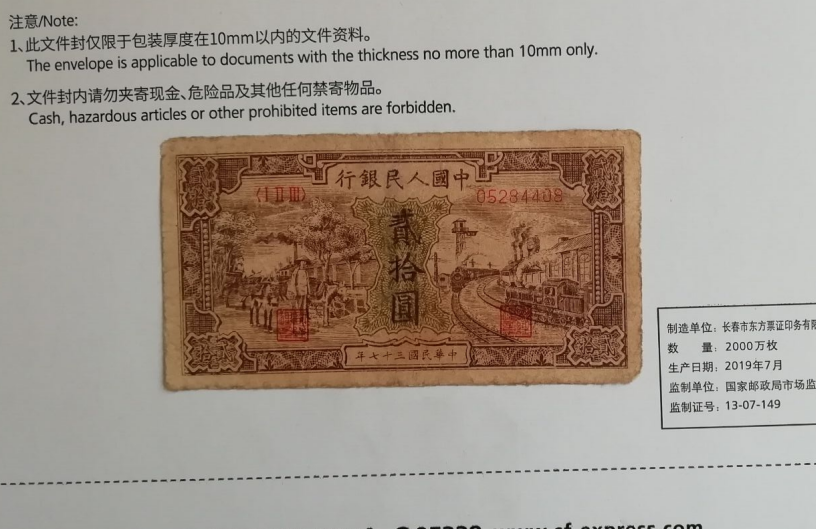 注意/Note:
1、此文件封仅限于包装厚度在10mm以内的文件资料。
The envelope is applicable to documents with the thickness no more than 10mm only.
2、文件封内请勿夹寄现金、危险品及其他任何禁寄物品。
Cash, hazardous articles or other prohibited items are forbidden.
行銀民人國中
(I II III)
05284408
貳拾
貳拾圓
拾貳
拾貳
年七十三國民華中
制造单位：长春市东方票证印务有
数 量：2000万枚
生产日期：2019年7月
监制单位：国家邮政局市场监
监制证号：13-07-149